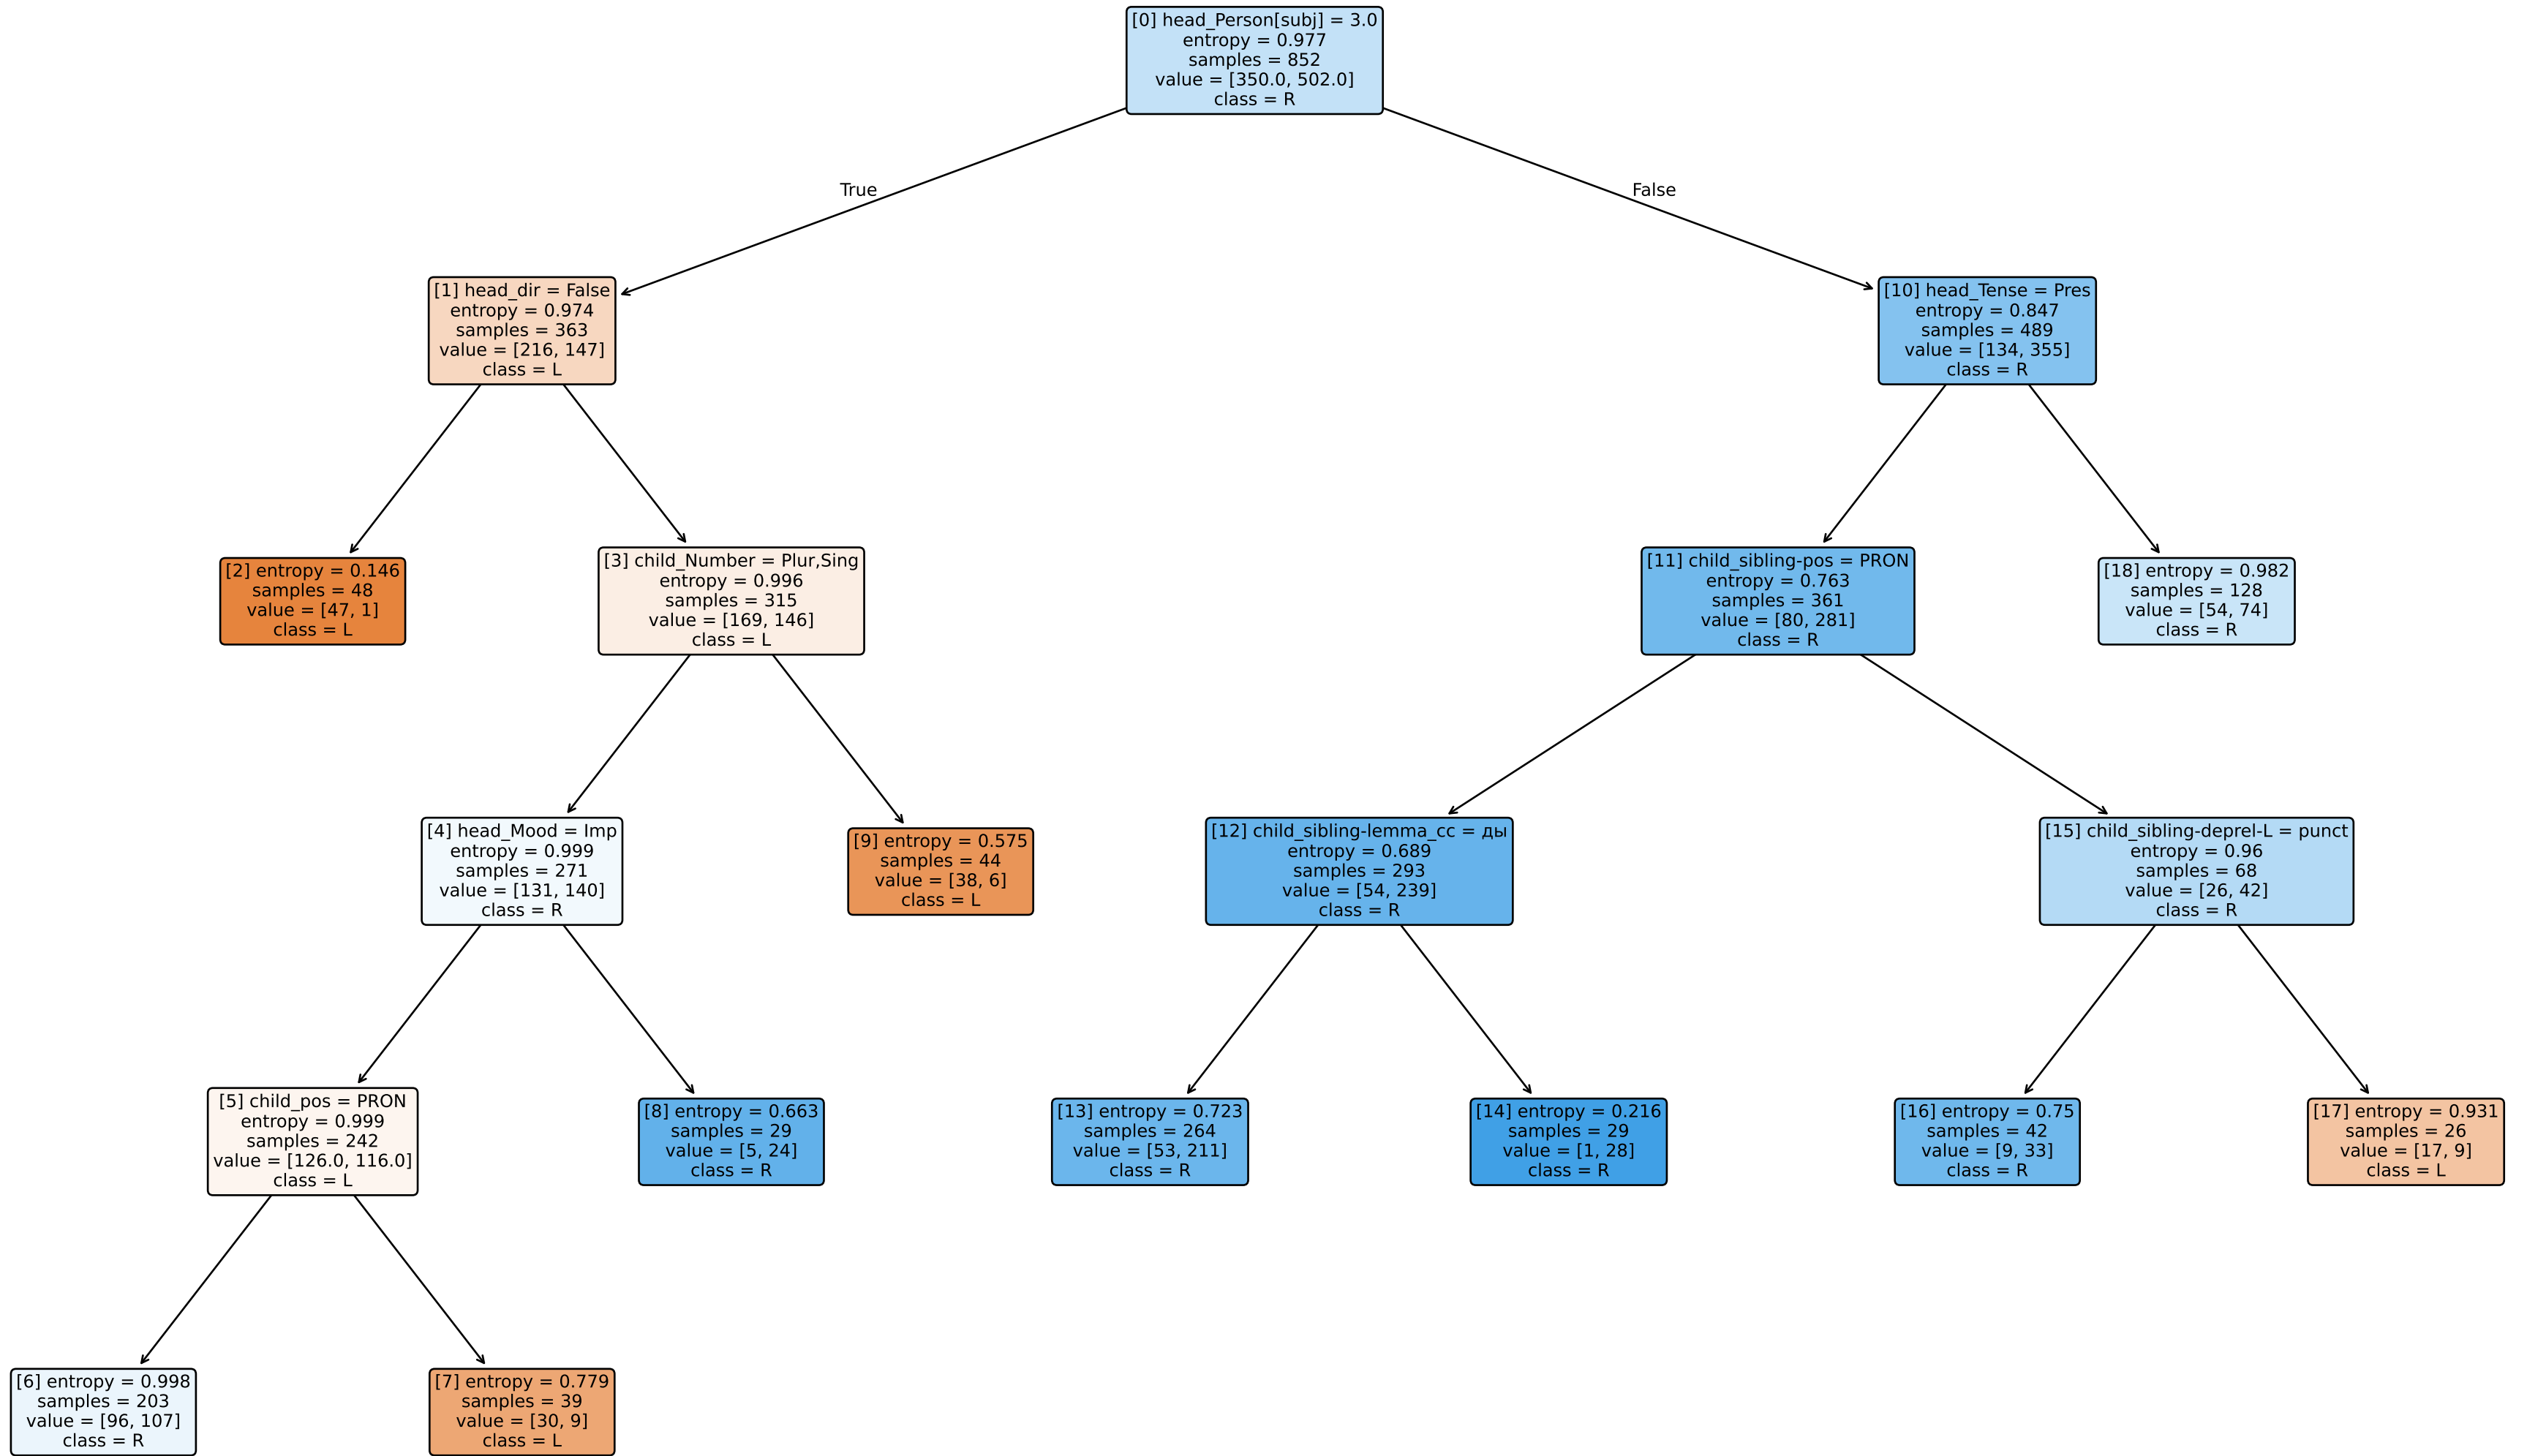 [0] head_Person[subj] = 3.0
entropy = 0.977
samples = 852
value = [350.0, 502.0]
class = R
True
False
[1] head_dir = False
entropy = 0.974
samples = 363
value = [216, 147]
class = L
[10] head_Tense = Pres
entropy = 0.847
samples = 489
value = [134, 355]
class = R
[2] entropy = 0.146
samples = 48
value = [47, 1]
class = L
[3] child_Number = Plur,Sing
entropy = 0.996
samples = 315
value = [169, 146]
class = L
[11] child_sibling-pos = PRON
entropy = 0.763
samples = 361
value = [80, 281]
class = R
[18] entropy = 0.982
samples = 128
value = [54, 74]
class = R
[4] head_Mood = Imp
entropy = 0.999
samples = 271
value = [131, 140]
class = R
[9] entropy = 0.575
samples = 44
value = [38, 6]
class = L
[12] child_sibling-lemma_cc = ды
entropy = 0.689
samples = 293
value = [54, 239]
class = R
[15] child_sibling-deprel-L = punct
entropy = 0.96
samples = 68
value = [26, 42]
class = R
[5] child_pos = PRON
entropy = 0.999
samples = 242
value = [126.0, 116.0]
class = L
[8] entropy = 0.663
samples = 29
value = [5, 24]
class = R
[13] entropy = 0.723
samples = 264
value = [53, 211]
class = R
[14] entropy = 0.216
samples = 29
value = [1, 28]
class = R
[16] entropy = 0.75
samples = 42
value = [9, 33]
class = R
[17] entropy = 0.931
samples = 26
value = [17, 9]
class = L
[6] entropy = 0.998
samples = 203
value = [96, 107]
class = R
[7] entropy = 0.779
samples = 39
value = [30, 9]
class = L